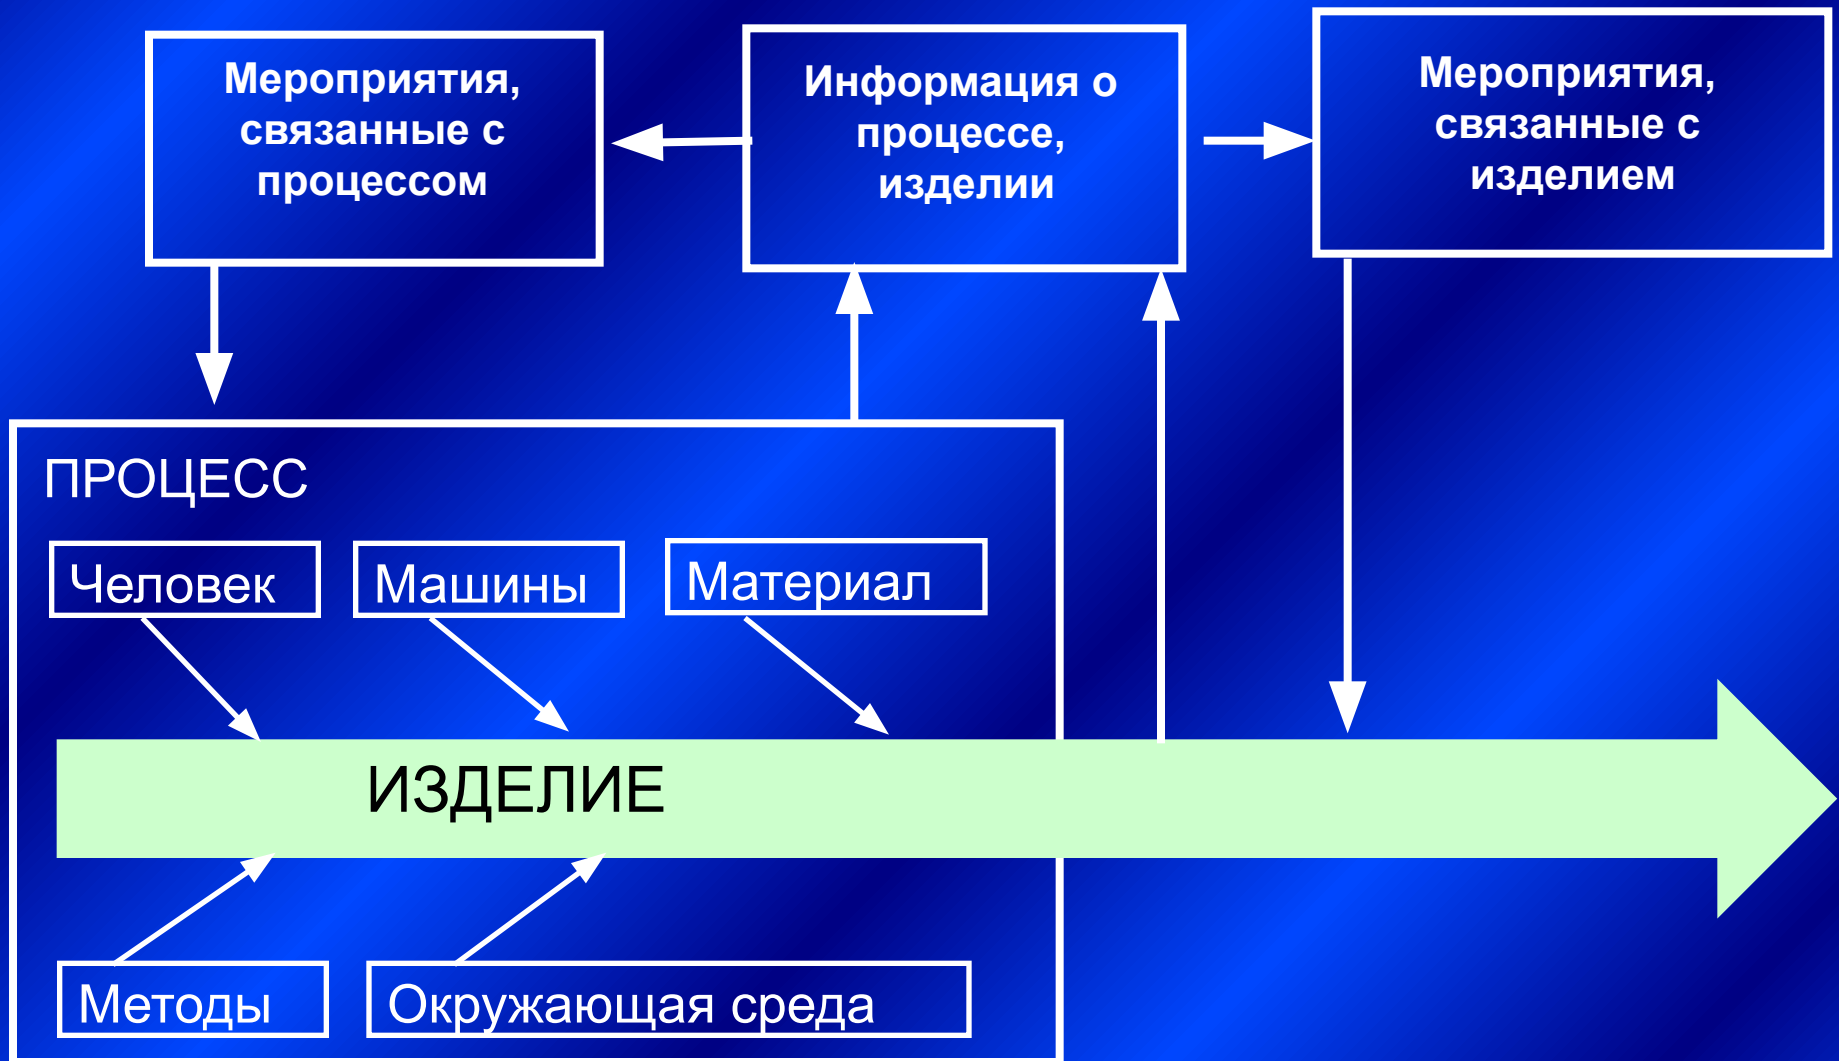 Мероприятия,
связанные с
процессом
Информация о
процессе,
изделии
Мероприятия,
связанные с
изделием
ПРОЦЕСС
Человек
Машины
Материал
ИЗДЕЛИЕ
Методы
Окружающая среда